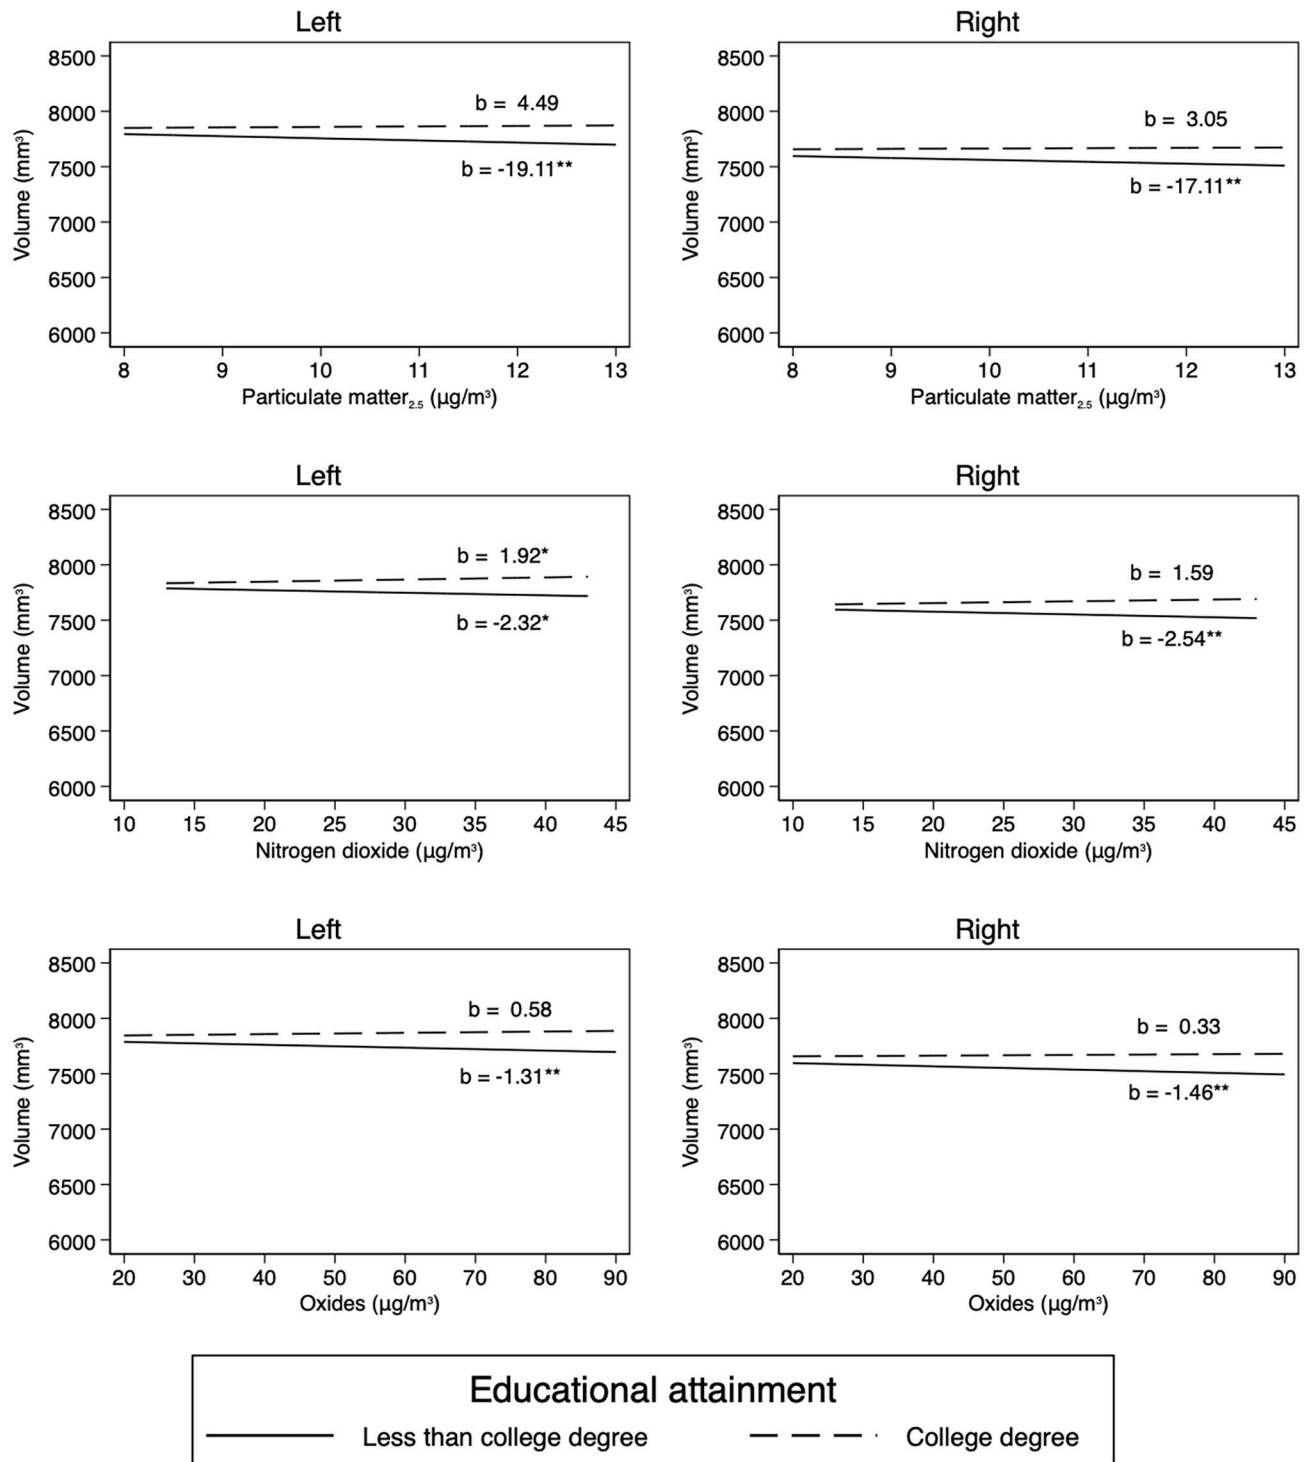 Left
8500
8000
7500
7000
6500
6000
Volume (mm³)
b = 4.49
b = -19.11**
8 9 10 11 12 13
Particulate matter₂.₅ (µg/m³)
Right
8500
8000
7500
7000
6500
6000
Volume (mm³)
b = 3.05
b = -17.11**
8 9 10 11 12 13
Particulate matter₂.₅ (µg/m³)
Left
8500
8000
7500
7000
6500
6000
Volume (mm³)
b = 1.92*
b = -2.32*
10 15 20 25 30 35 40 45
Nitrogen dioxide (µg/m³)
Right
8500
8000
7500
7000
6500
6000
Volume (mm³)
b = 1.59
b = -2.54**
10 15 20 25 30 35 40 45
Nitrogen dioxide (µg/m³)
Left
8500
8000
7500
7000
6500
6000
Volume (mm³)
b = 0.58
b = -1.31**
20 30 40 50 60 70 80 90
Oxides (µg/m³)
Right
8500
8000
7500
7000
6500
6000
Volume (mm³)
b = 0.33
b = -1.46**
20 30 40 50 60 70 80 90
Oxides (µg/m³)
Educational attainment
Less than college degree College degree